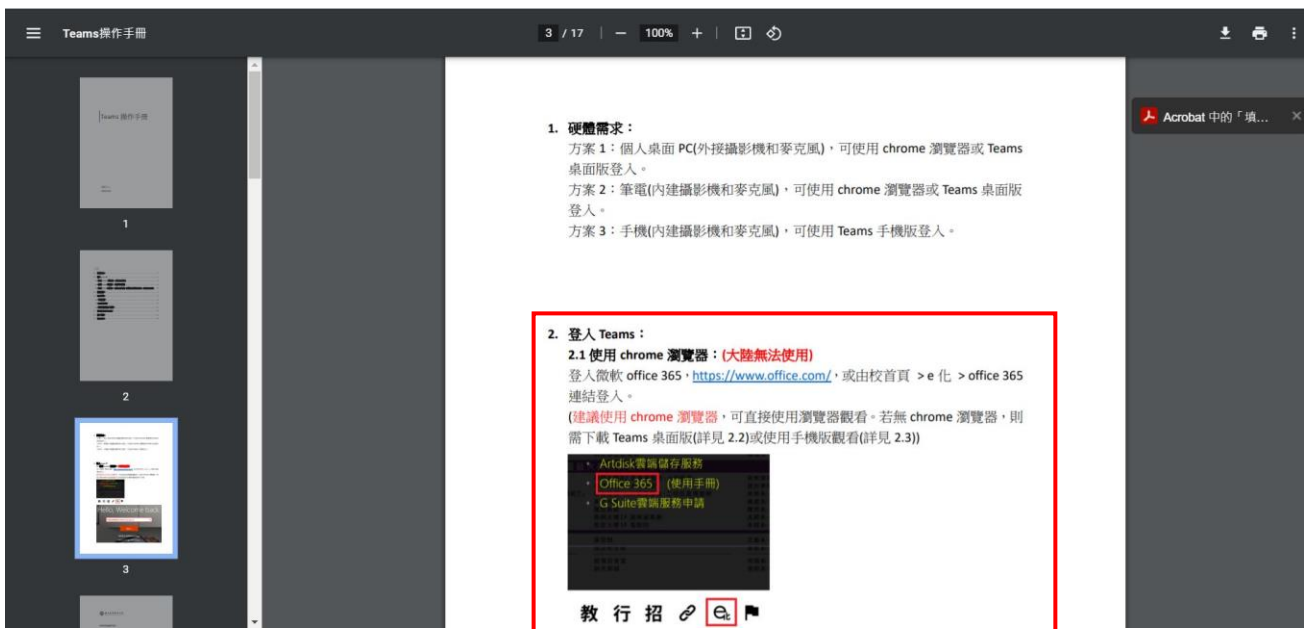 Teams操作手冊
3 / 17
100%
Acrobat 中的「填...
1
2
3
Teams 操作手冊
1. 硬體需求：
方案 1：個人桌面 PC(外接攝影機和麥克風)，可使用 chrome 瀏覽器或 Teams
桌面版登入。
方案 2：筆電(內建攝影機和麥克風)，可使用 chrome 瀏覽器或 Teams 桌面版
登入。
方案 3：手機(內建攝影機和麥克風)，可使用 Teams 手機版登入。
2. 登入 Teams：
2.1 使用 chrome 瀏覽器：(大陸無法使用)
登入微軟 office 365，https://www.office.com/，或由校首頁 >e 化 >office 365
連結登入。
(建議使用 chrome 瀏覽器，可直接使用瀏覽器觀看。若無 chrome 瀏覽器，則
需下載 Teams 桌面版(詳見 2.2)或使用手機版觀看(詳見 2.3))
Artdisk雲端儲存服務
Office 365 (使用手冊)
G Suite雲端服務申請
教 行 招
Hello, Welcome back